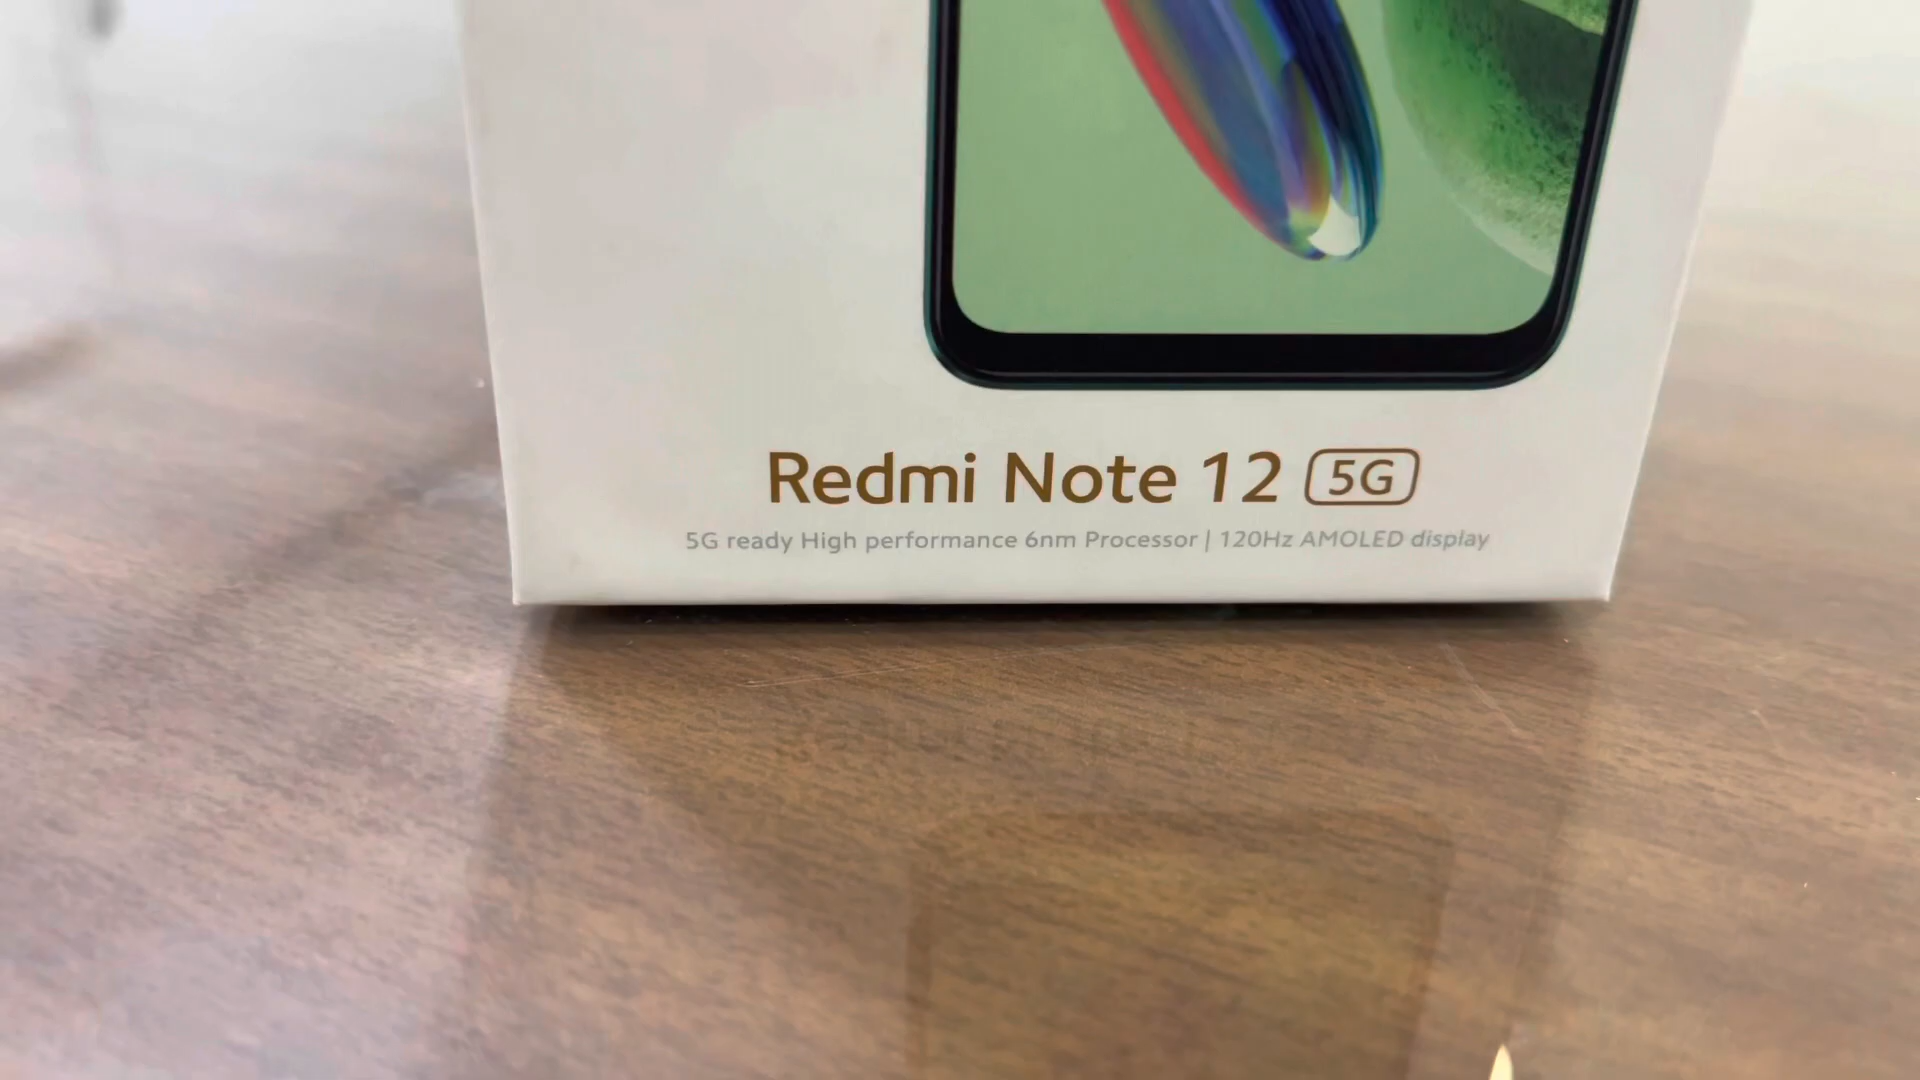 Redmi Note 12 5G
5G ready High performance 6nm Processor | 120Hz AMOLED display